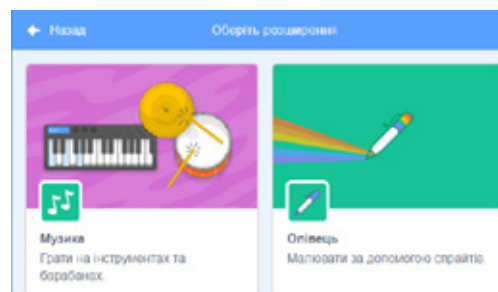 Назад
Оберіть розширення
Музика
Грати на інструментах та
барабанах.
Олівець
Малювати за допомогою спрайтів.